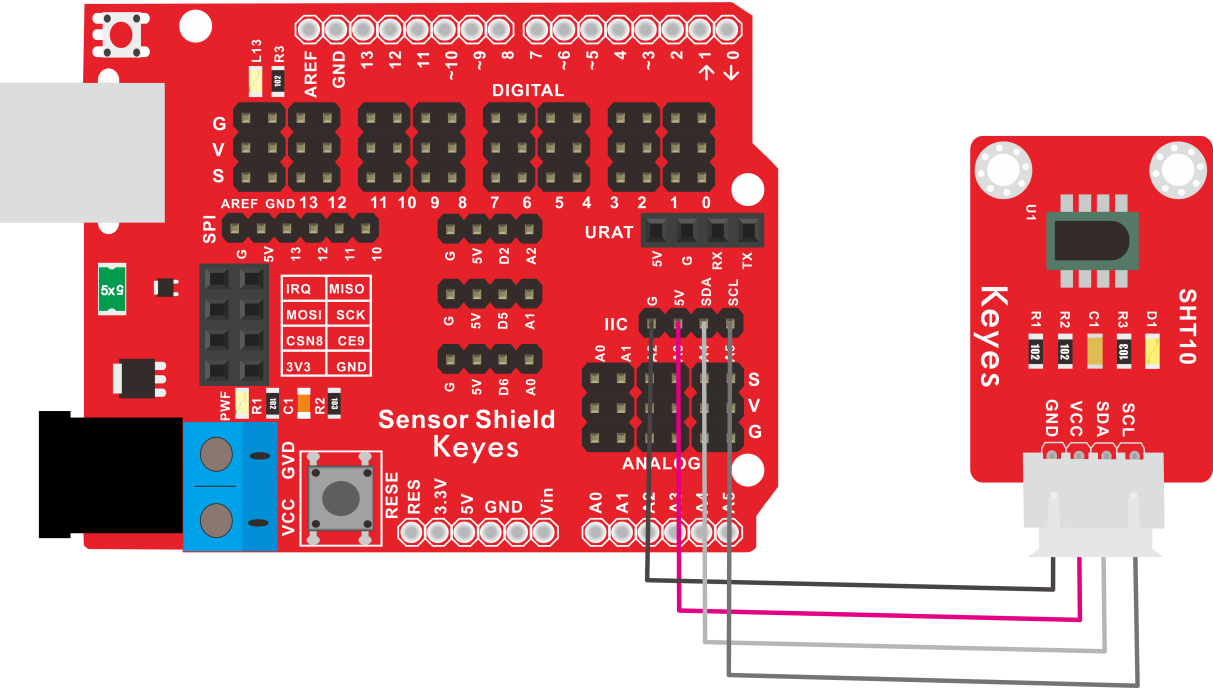 L13
R3
102
AREF
GND
13
12
11
~10
~9
8
7
~6
~5
4
~3
2
→1
←0
DIGITAL
G
V
S
AREF GND 13 12 11 10 9 8 7 6 5 4 3 2 1 0
SPI
G
5V
13
12
11
10
G
5V
D2
A2
URAT
5V
G
RX
TX
5x5
IRQ MISO
MOSI SCK
CSN8 CE9
3V3 GND
G
5V
D5
A1
G
5V
SDA
SCL
IIC
A0
A1
A2
A3
A4
A5
G
5V
D6
A0
S
V
G
PWF
R1
102
C1
R2
103
Sensor Shield
Keyes
ANALOG
GVD
VCC
RESE
RES
3.3V
5V
GND
Vin
A0
A1
A2
A3
A4
A5
U1
Keyes
SHT10
R1
102
R2
102
C1
R3
103
D1
GND
VCC
SDA
SCL